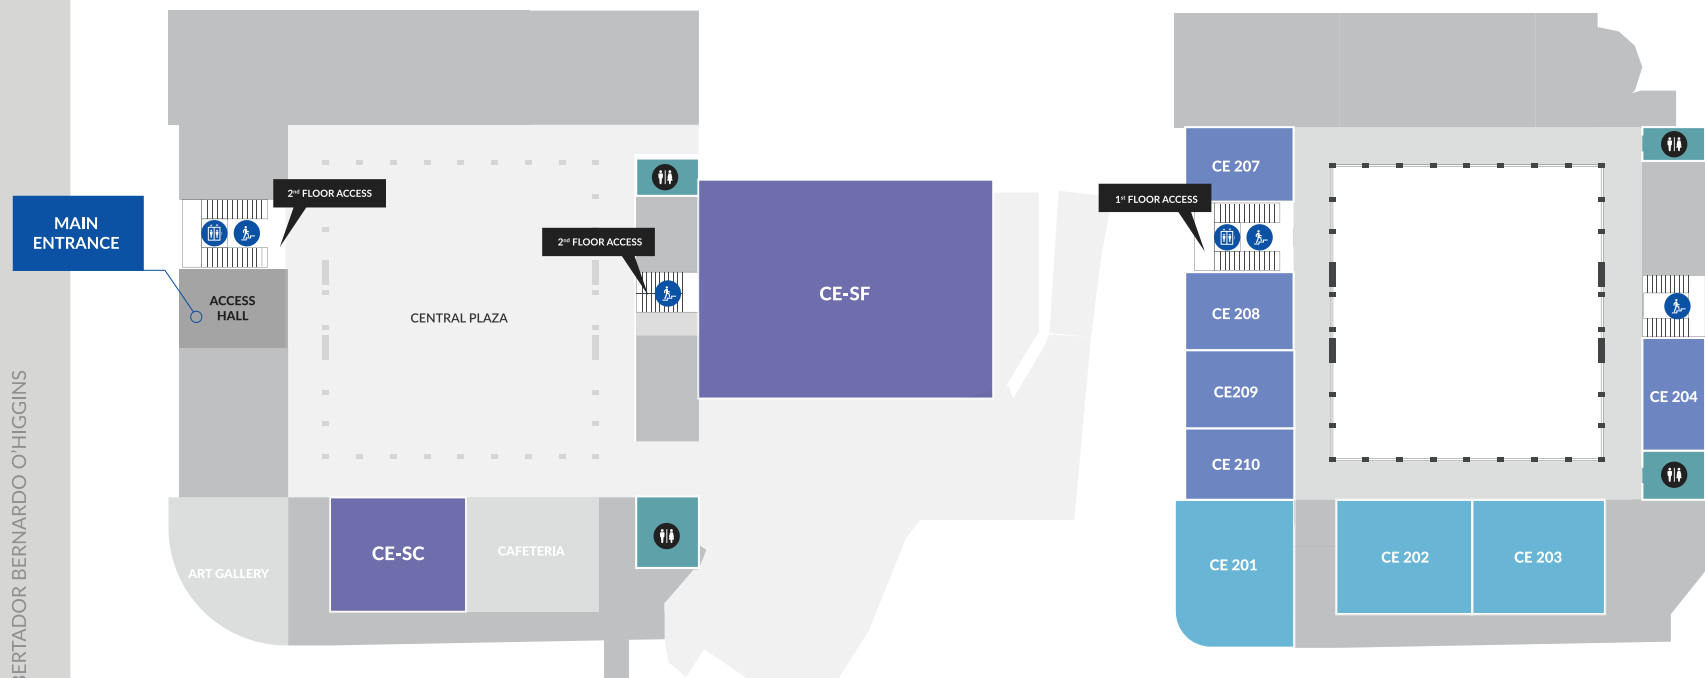 MAIN
ENTRANCE
2nd FLOOR ACCESS
ACCESS
HALL
CENTRAL PLAZA
2nd FLOOR ACCESS
CE-SF
CE-SC
CAFETERIA
ART GALLERY
BERTADOR BERNARDO O'HIGGINS
CE 207
1st FLOOR ACCESS
CE 208
CE209
CE 210
CE 204
CE 201
CE 202
CE 203